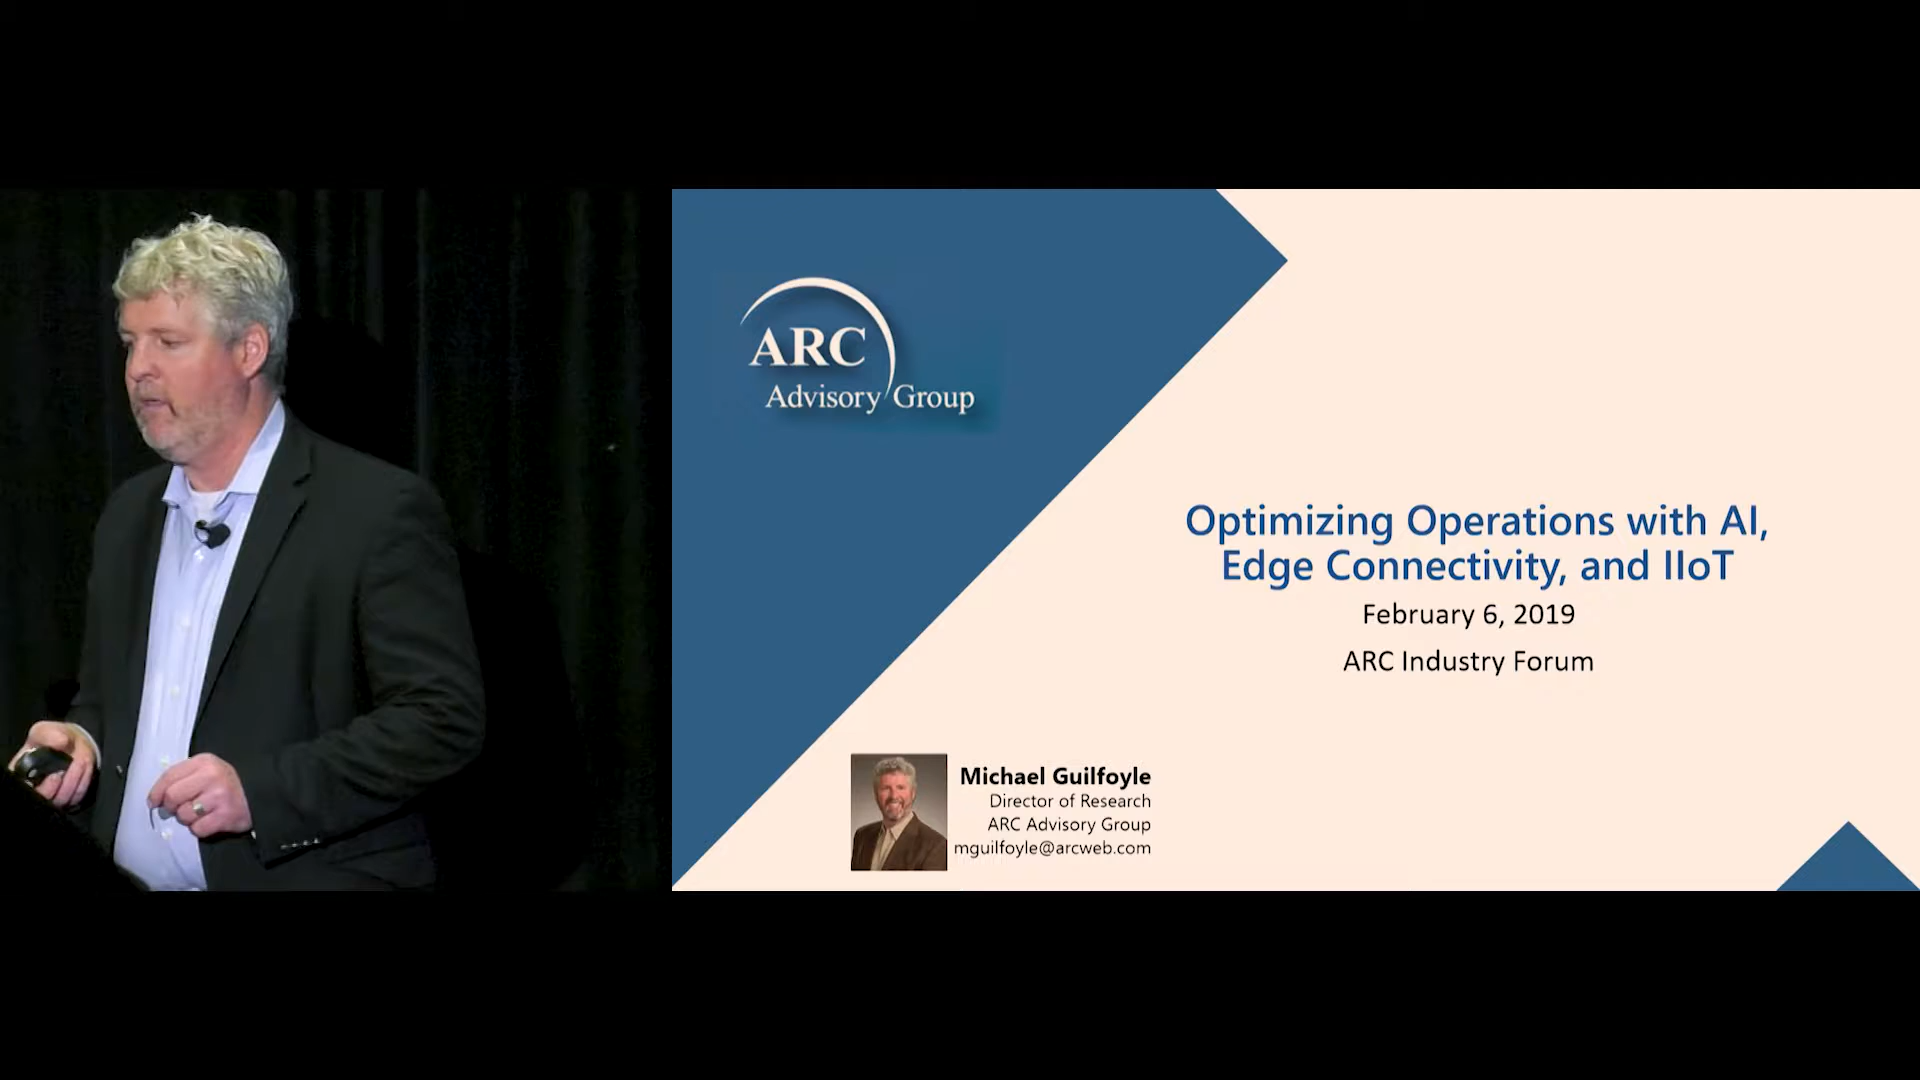 ARC
Advisory Group
Optimizing Operations with AI,
Edge Connectivity, and IIoT
February 6, 2019
ARC Industry Forum
Michael Guilfoyle
Director of Research
ARC Advisory Group
mguilfoyle@arcweb.com